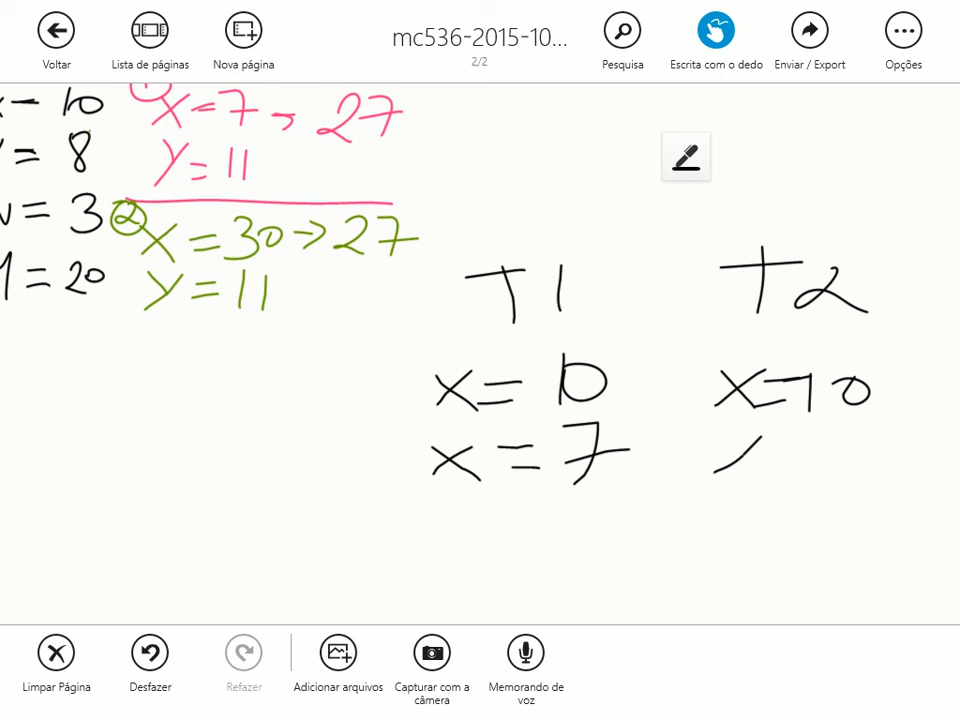 Voltar
Lista de páginas
Nova página
mc536-2015-10...
2/2
Pesquisa
Escrita com o dedo
Enviar / Export
Opções
= 10
= 8
= 3
= 20
① x = 7 → 27
y = 11
② x = 30 → 27
y = 11
T1 T2
x = 10 x = 10
x = 7
Limpar Página
Desfazer
Refazer
Adicionar arquivos
Capturar com a
câmera
Memorando de
voz